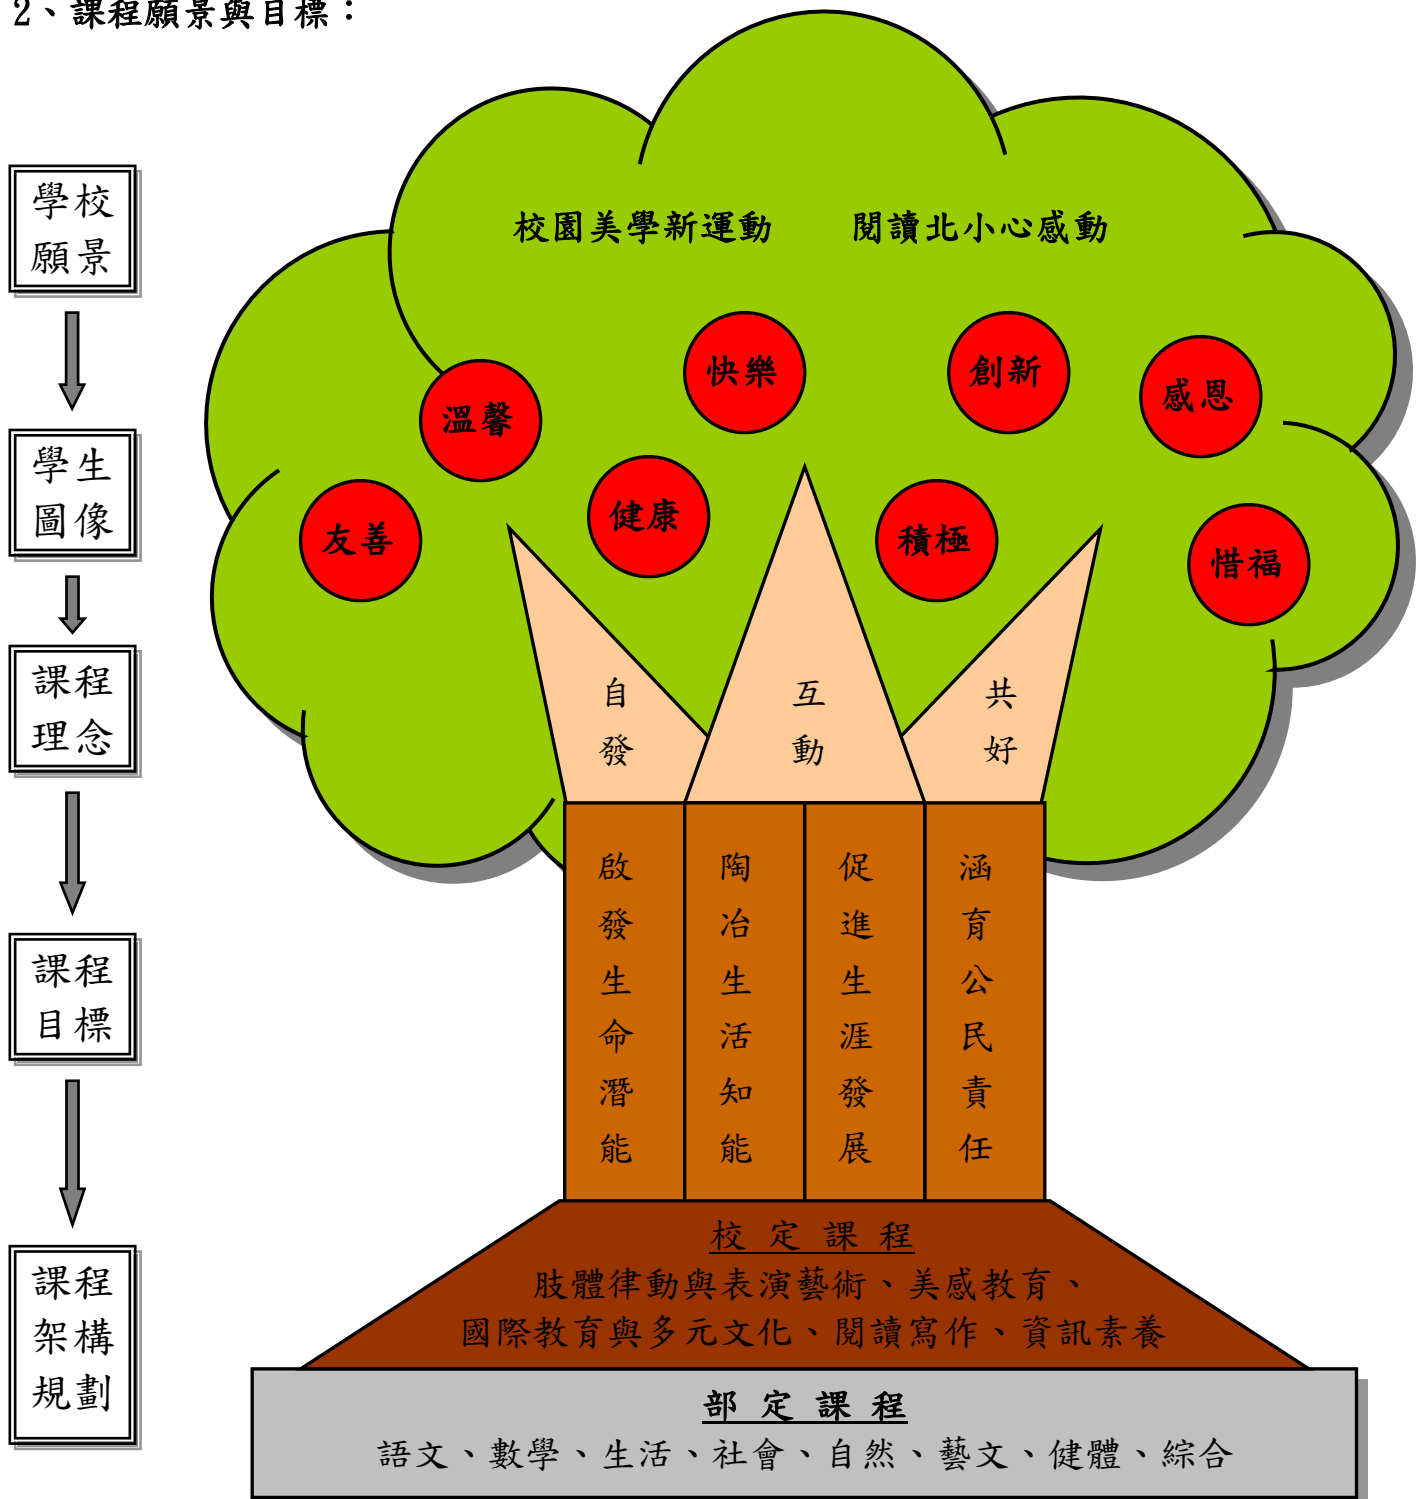 2、課程願景與目標：
學校
願景
學生
圖像
課程
理念
課程
目標
課程
架構
規劃
校園美學新運動　　閱讀北小心感動
快樂
創新
感恩
溫馨
健康
積極
友善
惜福
自發
互動
共好
啟發生命潛能
陶冶生活知能
促進生涯發展
涵育公民責任
校 定 課 程
肢體律動與表演藝術、美感教育、
國際教育與多元文化、閱讀寫作、資訊素養
部 定 課 程
語文、數學、生活、社會、自然、藝文、健體、綜合